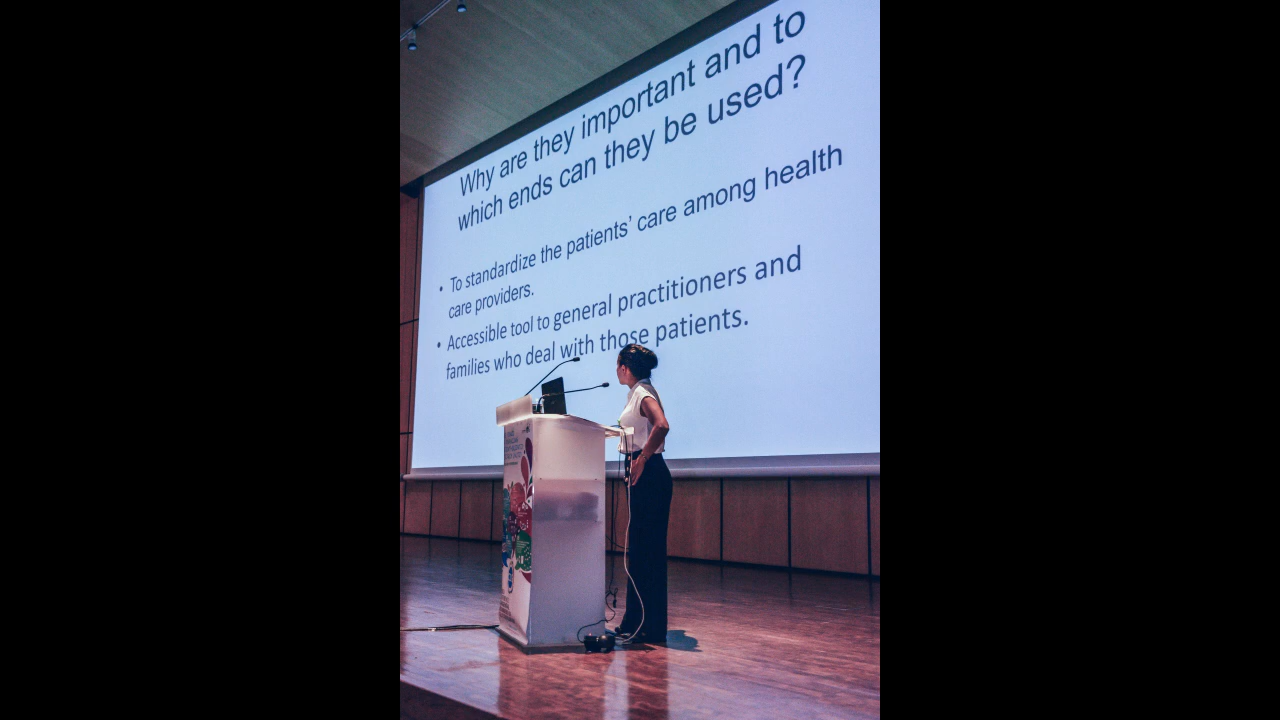 Why are they important and to
which ends can they be used?
• To standardize the patients’ care among health
care providers.
• Accessible tool to general practitioners and
families who deal with those patients.